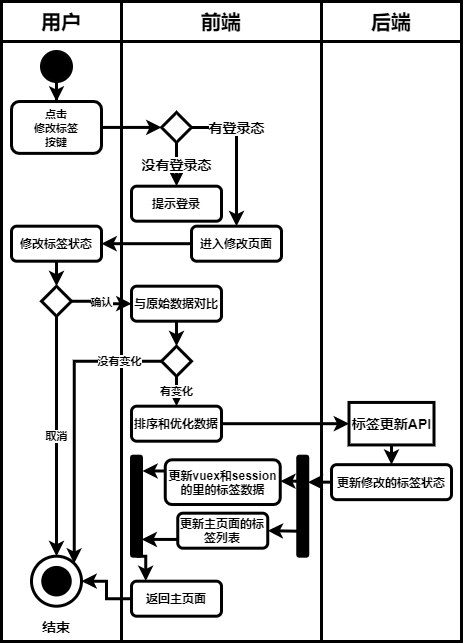 用户
前端
后端
点击
修改标签
按键
有登录态
没有登录态
提示登录
修改标签状态
进入修改页面
确认
与原始数据对比
没有变化
有变化
排序和优化数据
标签更新API
取消
更新vuex和session
的里的标签数据
更新修改的标签状态
更新主页面的标
签列表
返回主页面
结束